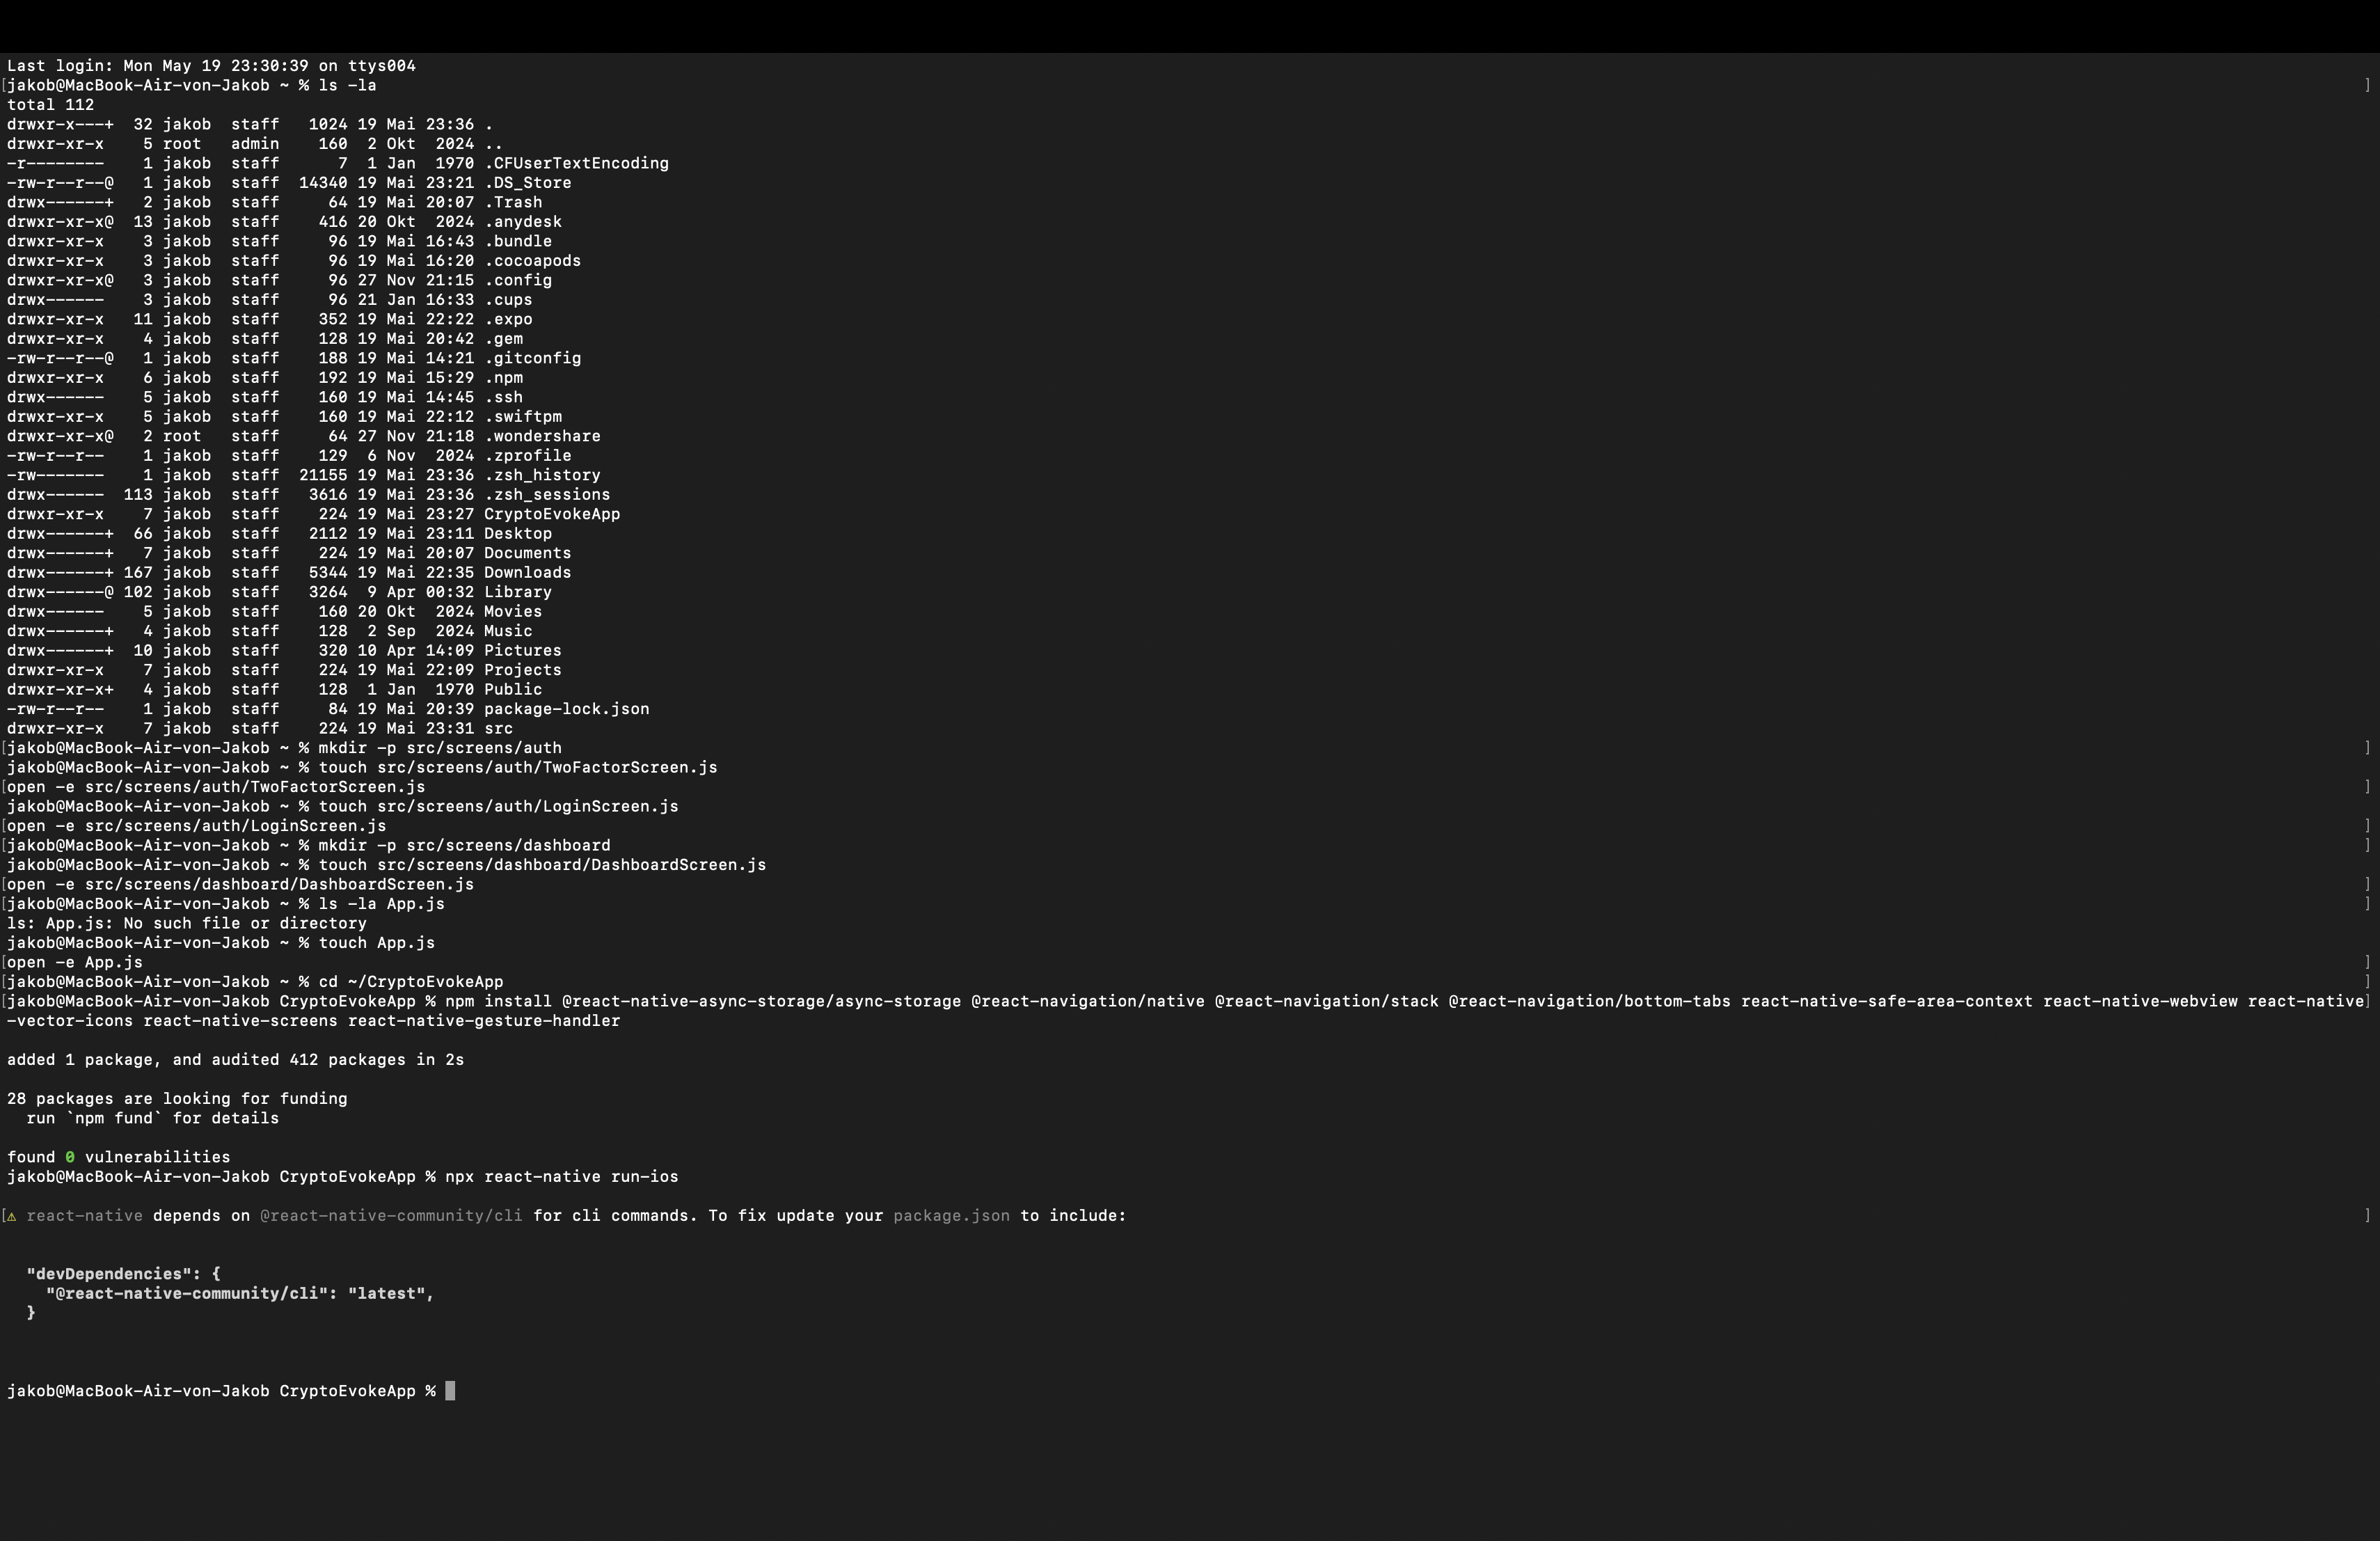 Last login: Mon May 19 23:30:39 on ttys004
[jakob@MacBook-Air-von-Jakob ~ % ls -la ]
total 112
drwxr-x---+  32 jakob  staff   1024 19 Mai 23:36 .
drwxr-xr-x    5 root   admin    160  2 Okt  2024 ..
-r--------    1 jakob  staff      7  1 Jan  1970 .CFUserTextEncoding
-rw-r--r--@   1 jakob  staff  14340 19 Mai 23:21 .DS_Store
drwx------+   2 jakob  staff     64 19 Mai 20:07 .Trash
drwxr-xr-x@  13 jakob  staff    416 20 Okt  2024 .anydesk
drwxr-xr-x    3 jakob  staff     96 19 Mai 16:43 .bundle
drwxr-xr-x    3 jakob  staff     96 19 Mai 16:20 .cocoapods
drwxr-xr-x@   3 jakob  staff     96 27 Nov 21:15 .config
drwx------    3 jakob  staff     96 21 Jan 16:33 .cups
drwxr-xr-x   11 jakob  staff    352 19 Mai 22:22 .expo
drwxr-xr-x    4 jakob  staff    128 19 Mai 20:42 .gem
-rw-r--r--@   1 jakob  staff    188 19 Mai 14:21 .gitconfig
drwxr-xr-x    6 jakob  staff    192 19 Mai 15:29 .npm
drwx------    5 jakob  staff    160 19 Mai 14:45 .ssh
drwxr-xr-x    5 jakob  staff    160 19 Mai 22:12 .swiftpm
drwxr-xr-x@   2 root   staff     64 27 Nov 21:18 .wondershare
-rw-r--r--    1 jakob  staff    129  6 Nov  2024 .zprofile
-rw-------    1 jakob  staff  21155 19 Mai 23:36 .zsh_history
drwx------  113 jakob  staff   3616 19 Mai 23:36 .zsh_sessions
drwxr-xr-x    7 jakob  staff    224 19 Mai 23:27 CryptoEvokeApp
drwx------+  66 jakob  staff   2112 19 Mai 23:11 Desktop
drwx------+   7 jakob  staff    224 19 Mai 20:07 Documents
drwx------+ 167 jakob  staff   5344 19 Mai 22:35 Downloads
drwx------@ 102 jakob  staff   3264  9 Apr 00:32 Library
drwx------    5 jakob  staff    160 20 Okt  2024 Movies
drwx------+   4 jakob  staff    128  2 Sep  2024 Music
drwx------+  10 jakob  staff    320 10 Apr 14:09 Pictures
drwxr-xr-x    7 jakob  staff    224 19 Mai 22:09 Projects
drwxr-xr-x+   4 jakob  staff    128  1 Jan  1970 Public
-rw-r--r--    1 jakob  staff     84 19 Mai 20:39 package-lock.json
drwxr-xr-x    7 jakob  staff    224 19 Mai 23:31 src
[jakob@MacBook-Air-von-Jakob ~ % mkdir -p src/screens/auth ]
jakob@MacBook-Air-von-Jakob ~ % touch src/screens/auth/TwoFactorScreen.js
[open -e src/screens/auth/TwoFactorScreen.js ]
jakob@MacBook-Air-von-Jakob ~ % touch src/screens/auth/LoginScreen.js
[open -e src/screens/auth/LoginScreen.js ]
[jakob@MacBook-Air-von-Jakob ~ % mkdir -p src/screens/dashboard ]
jakob@MacBook-Air-von-Jakob ~ % touch src/screens/dashboard/DashboardScreen.js
[open -e src/screens/dashboard/DashboardScreen.js ]
[jakob@MacBook-Air-von-Jakob ~ % ls -la App.js ]
ls: App.js: No such file or directory
jakob@MacBook-Air-von-Jakob ~ % touch App.js
[open -e App.js ]
[jakob@MacBook-Air-von-Jakob ~ % cd ~/CryptoEvokeApp ]
[jakob@MacBook-Air-von-Jakob CryptoEvokeApp % npm install @react-native-async-storage/async-storage @react-navigation/native @react-navigation/stack @react-navigation/bottom-tabs react-native-safe-area-context react-native-webview react-native]
-vector-icons react-native-screens react-native-gesture-handler
added 1 package, and audited 412 packages in 2s
28 packages are looking for funding
  run `npm fund` for details
found 0 vulnerabilities
jakob@MacBook-Air-von-Jakob CryptoEvokeApp % npx react-native run-ios
[⚠ react-native depends on @react-native-community/cli for cli commands. To fix update your package.json to include: ]
  "devDependencies": {
    "@react-native-community/cli": "latest",
  }
jakob@MacBook-Air-von-Jakob CryptoEvokeApp %